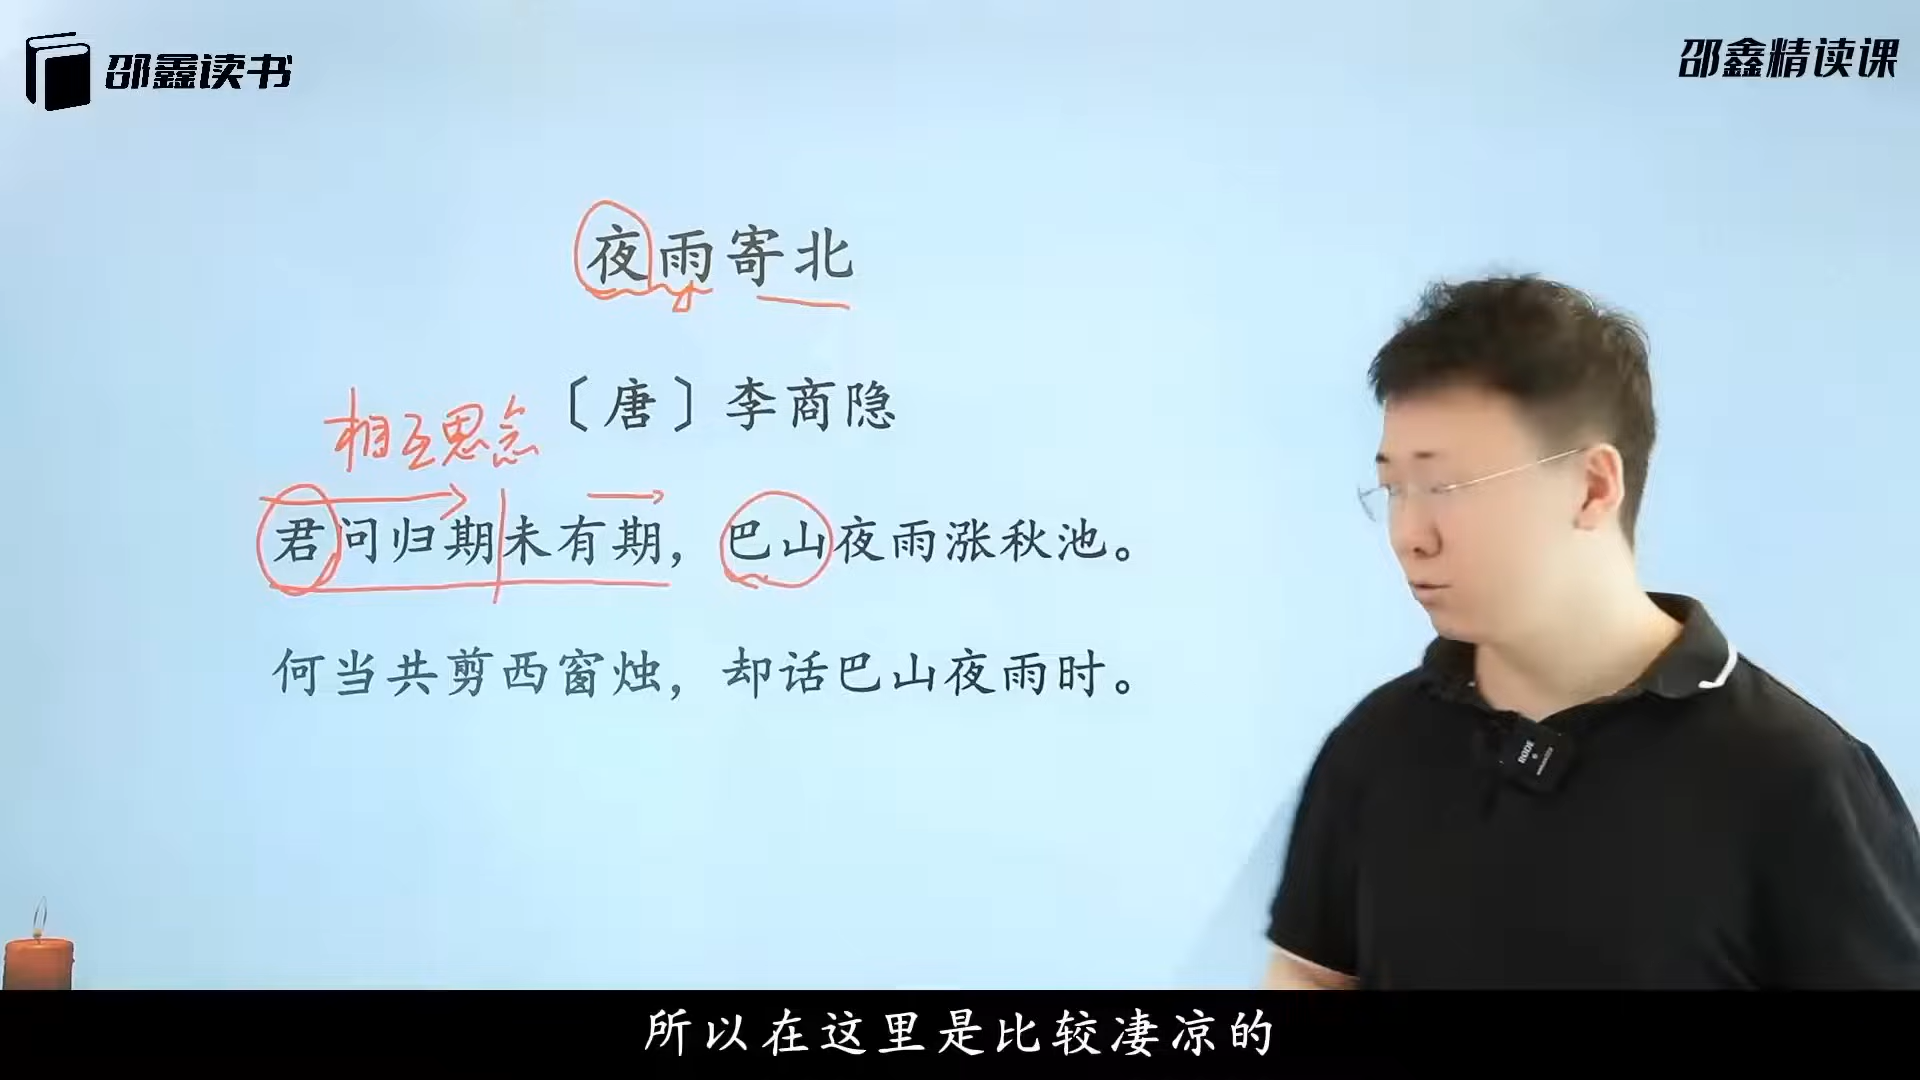 邵鑫读书
邵鑫精读课
夜雨寄北
〔唐〕李商隐
相互思念
君问归期未有期，巴山夜雨涨秋池。
何当共剪西窗烛，却话巴山夜雨时。
RODE
所以在这里是比较凄凉的